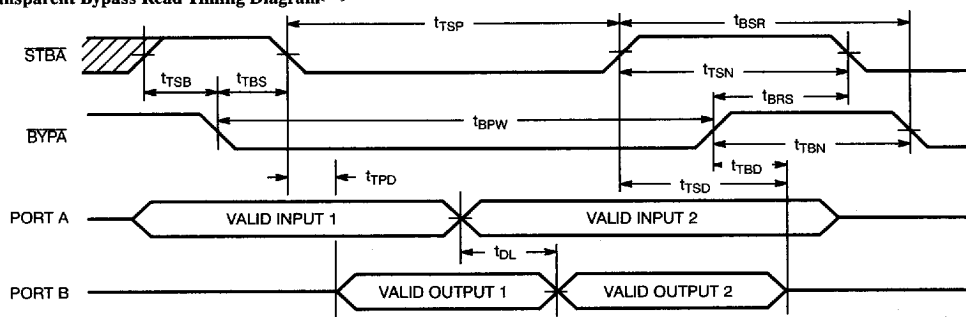 nsparent Bypass Read Timing Diagram
tTSP
tBSR
STBA
tTSN
tTSB
tTBS
tBRS
tBPW
BYPA
tTBN
tTBD
tTPD
tTSD
PORT A
VALID INPUT 1
VALID INPUT 2
tDL
PORT B
VALID OUTPUT 1
VALID OUTPUT 2